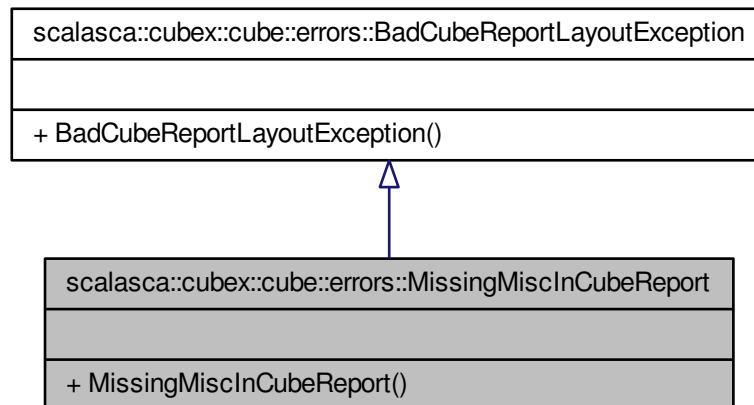 scalasca::cubex::cube::errors::BadCubeReportLayoutException
+ BadCubeReportLayoutException()
scalasca::cubex::cube::errors::MissingMiscInCubeReport
+ MissingMiscInCubeReport()